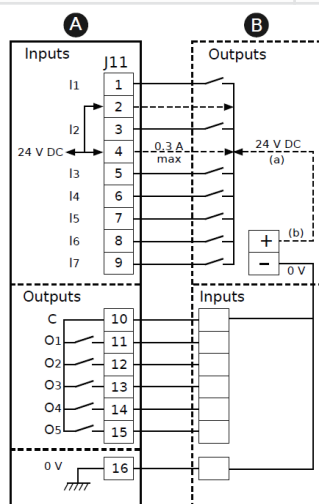 A
B
Inputs
Outputs
J11
I1
1
2
I2
3
24 V DC
4
0.3 A
max
24 V DC
(a)
I3
5
I4
6
I5
7
I6
8
+
(b)
I7
9
−
0 V
Outputs
Inputs
C
10
O1
11
O2
12
O3
13
O4
14
O5
15
0 V
16